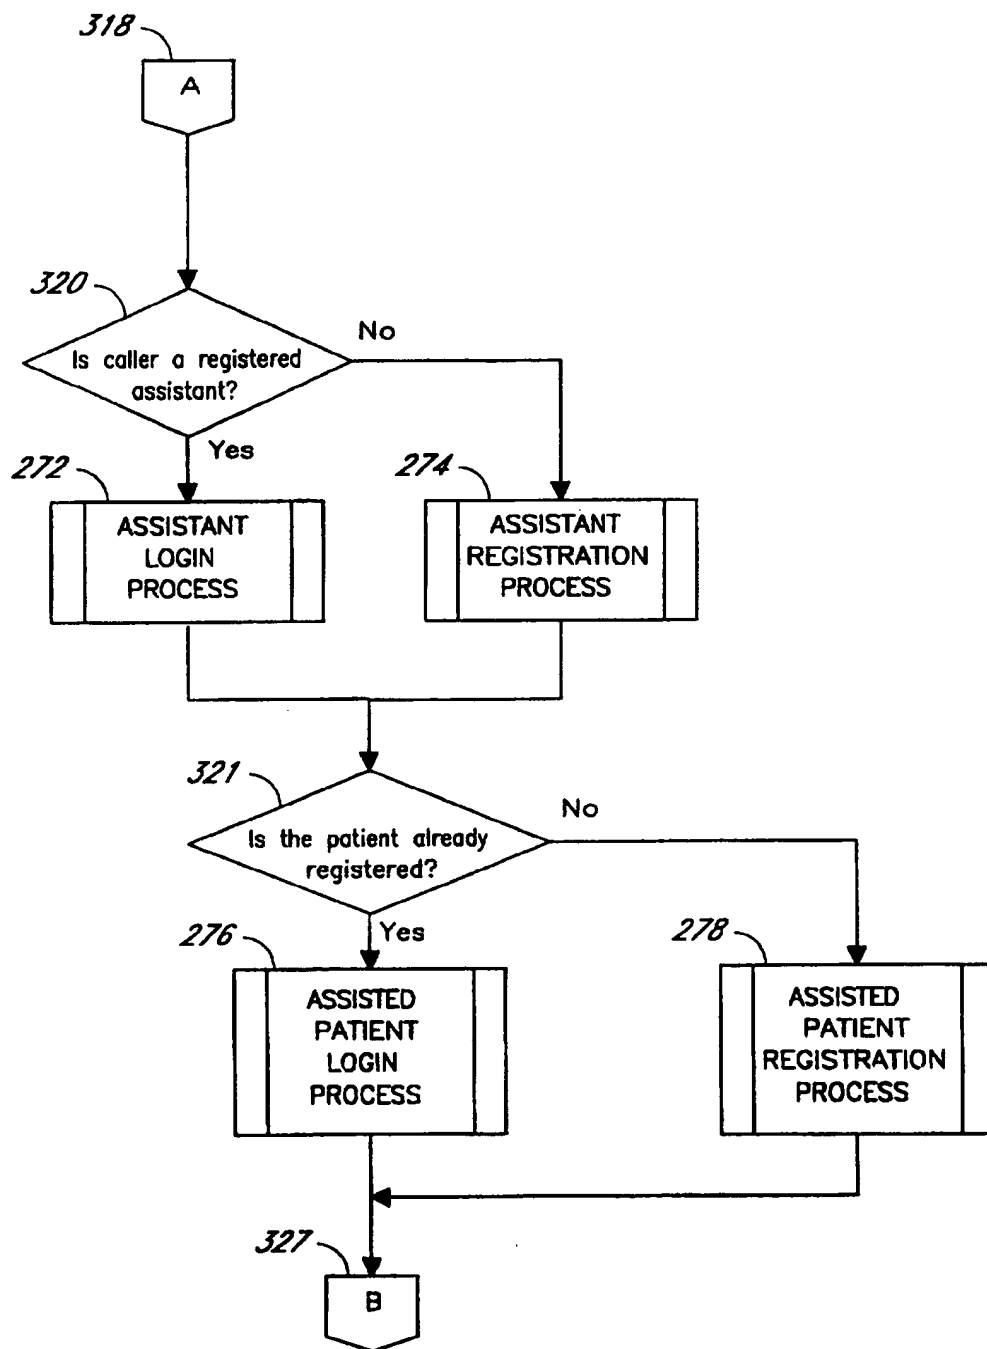 318
A
320
No
Is caller a registered
assistant?
Yes
272
274
ASSISTANT
LOGIN
PROCESS
ASSISTANT
REGISTRATION
PROCESS
321
No
Is the patient already
registered?
Yes
276
278
ASSISTED
PATIENT
LOGIN
PROCESS
ASSISTED
PATIENT
REGISTRATION
PROCESS
327
B